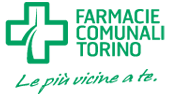 FARMACIE
COMUNALI
TORINO
Le più vicine a te.